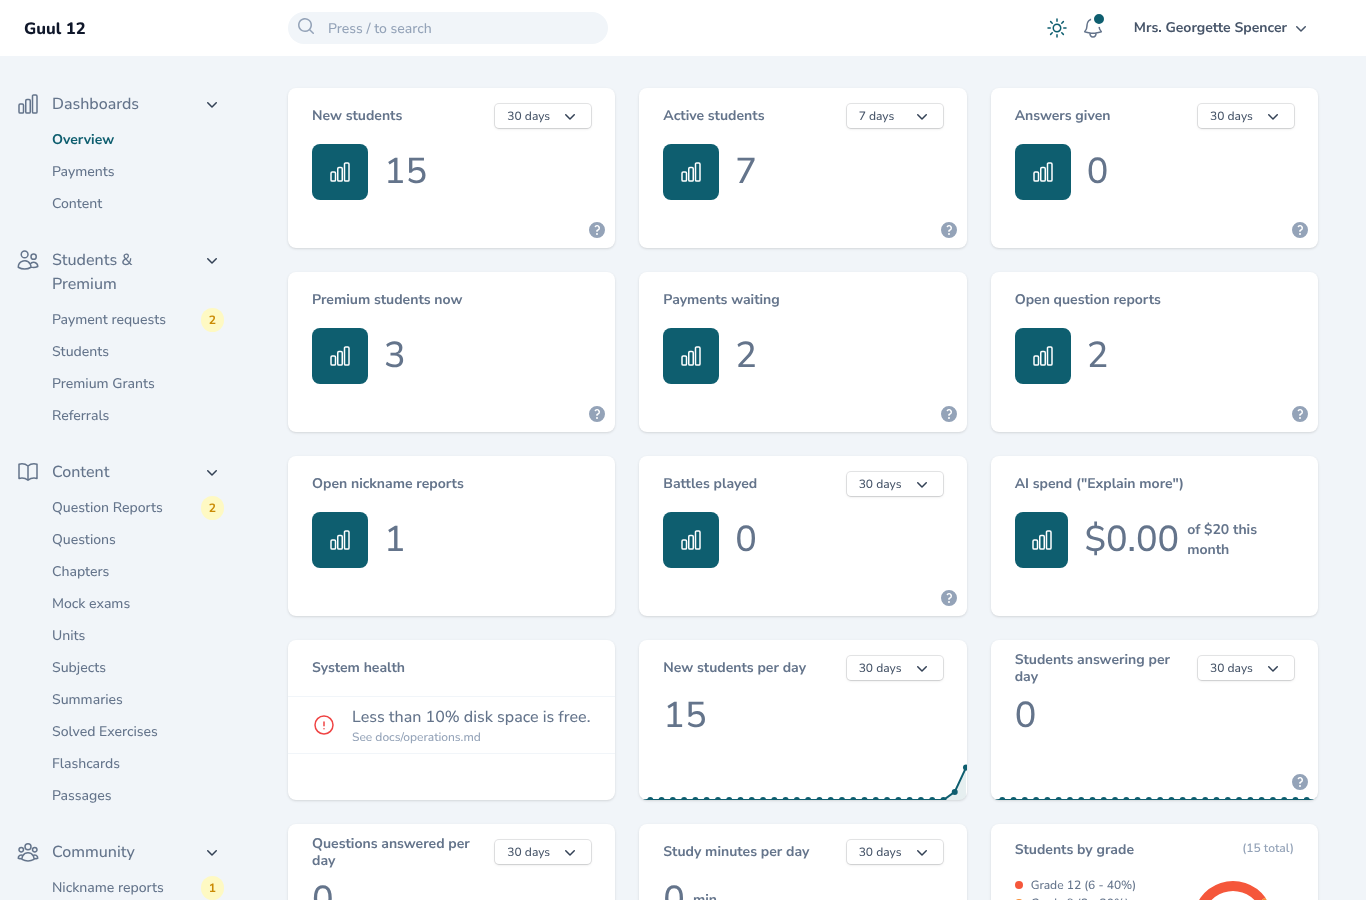 Guul 12
Press / to search
Mrs. Georgette Spencer
Dashboards
Overview
Payments
Content
Students &
Premium
Payment requests 2
Students
Premium Grants
Referrals
Content
Question Reports 2
Questions
Chapters
Mock exams
Units
Subjects
Summaries
Solved Exercises
Flashcards
Passages
Community
Nickname reports 1
New students 30 days
15
?
Active students 7 days
7
?
Answers given 30 days
0
?
Premium students now
3
?
Payments waiting
2
?
Open question reports
2
?
Open nickname reports
1
Battles played 30 days
0
?
AI spend ("Explain more")
$0.00 of $20 this
month
System health
Less than 10% disk space is free.
See docs/operations.md
New students per day 30 days
15
Students answering per
day 30 days
0
?
Questions answered per
day 30 days
0
Study minutes per day 30 days
0 min
Students by grade (15 total)
Grade 12 (6 - 40%)